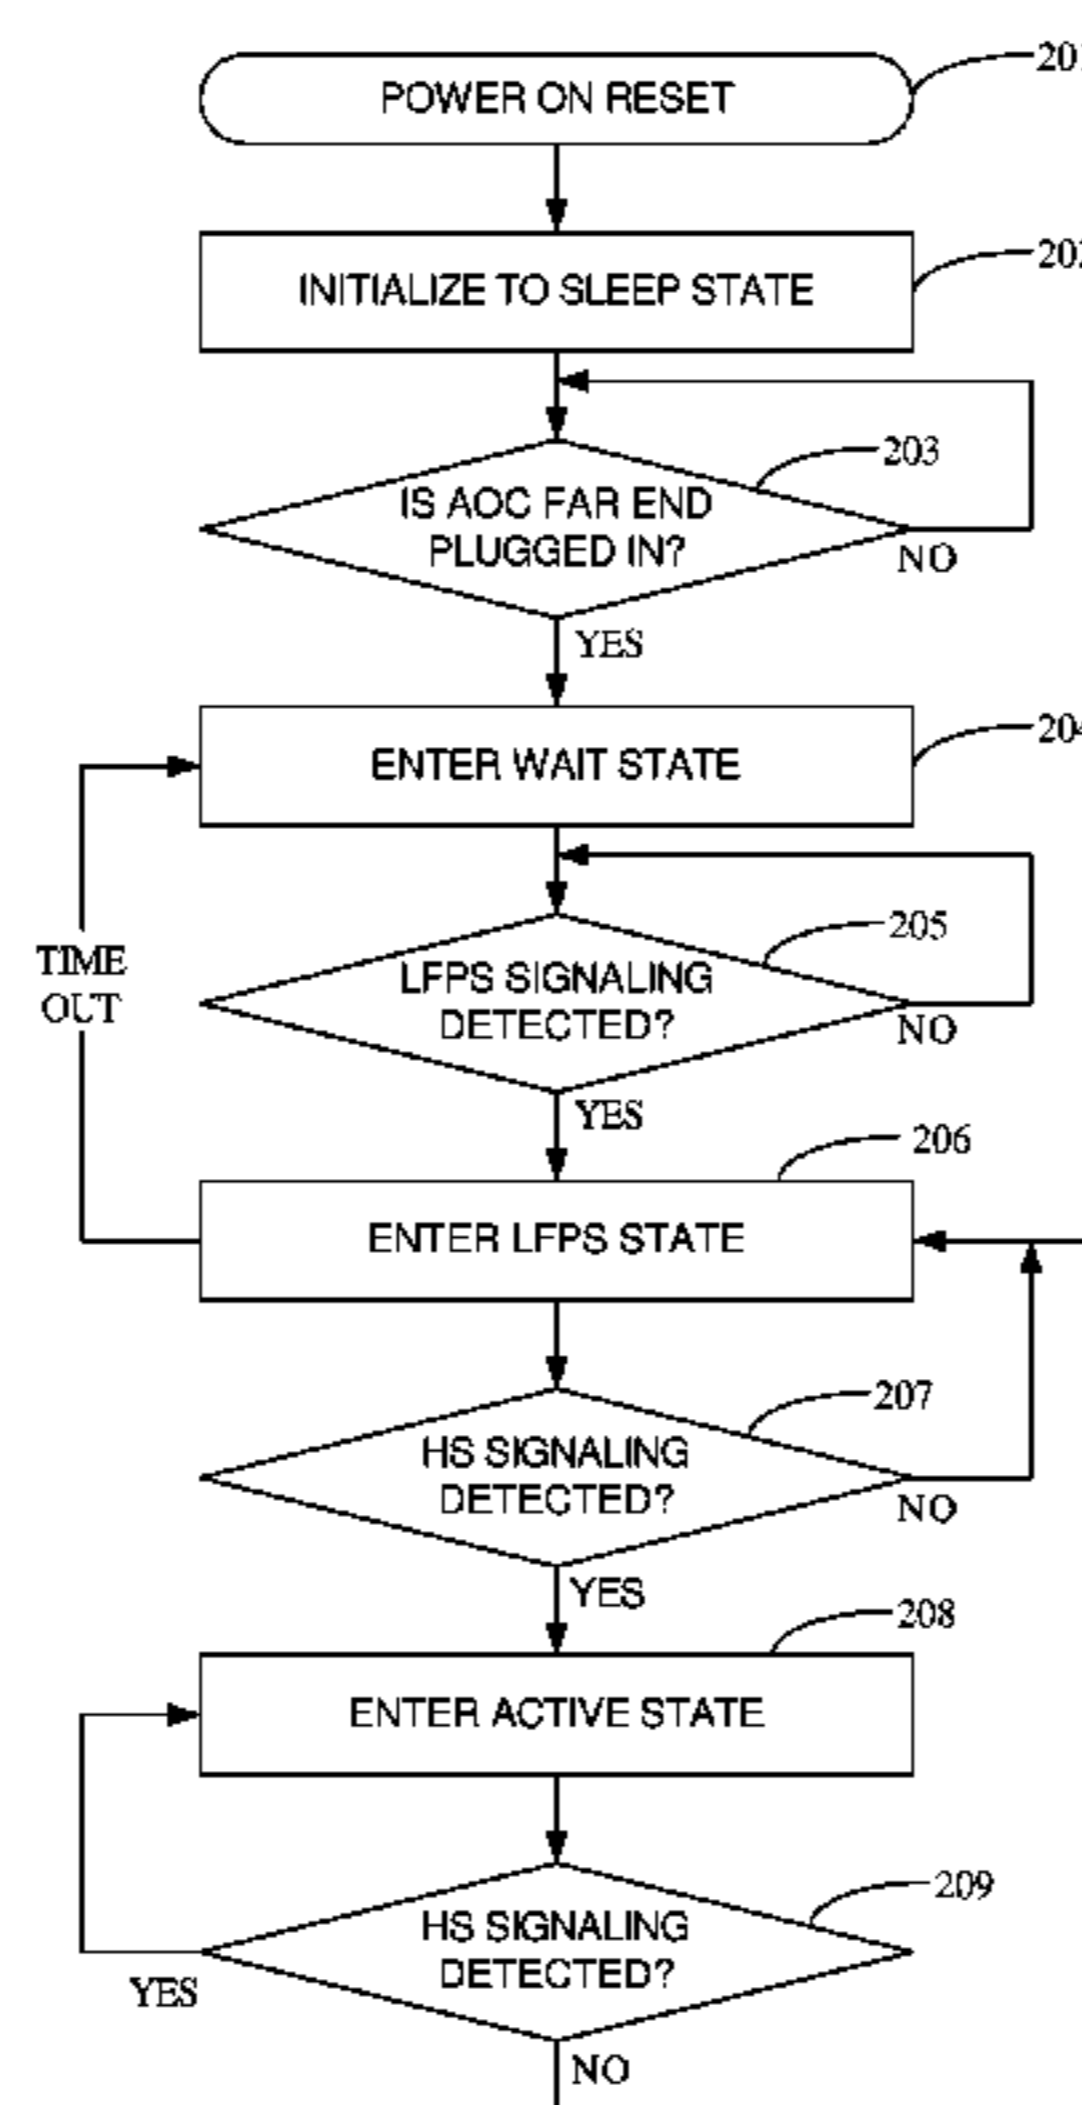 POWER ON RESET
201
INITIALIZE TO SLEEP STATE
202
203
IS AOC FAR END
PLUGGED IN?
NO
YES
ENTER WAIT STATE
204
205
LFPS SIGNALING
DETECTED?
NO
YES
TIME
OUT
206
ENTER LFPS STATE
207
HS SIGNALING
DETECTED?
NO
YES
208
ENTER ACTIVE STATE
209
HS SIGNALING
DETECTED?
YES
NO